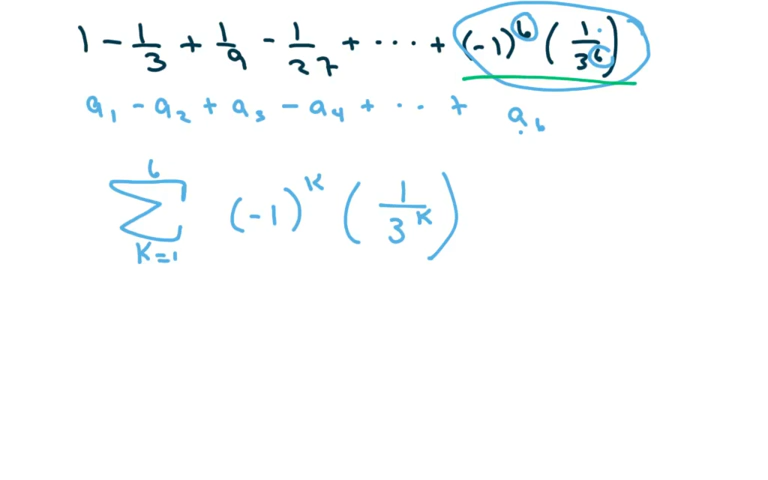 1 - 1/3 + 1/9 - 1/27 + ··· + (-1)^6 (1/3^6)
a₁ - a₂ + a₃ - a₄ + ··· + a₆
∑_{K=1}^{6} (-1)^K (1/3^K)